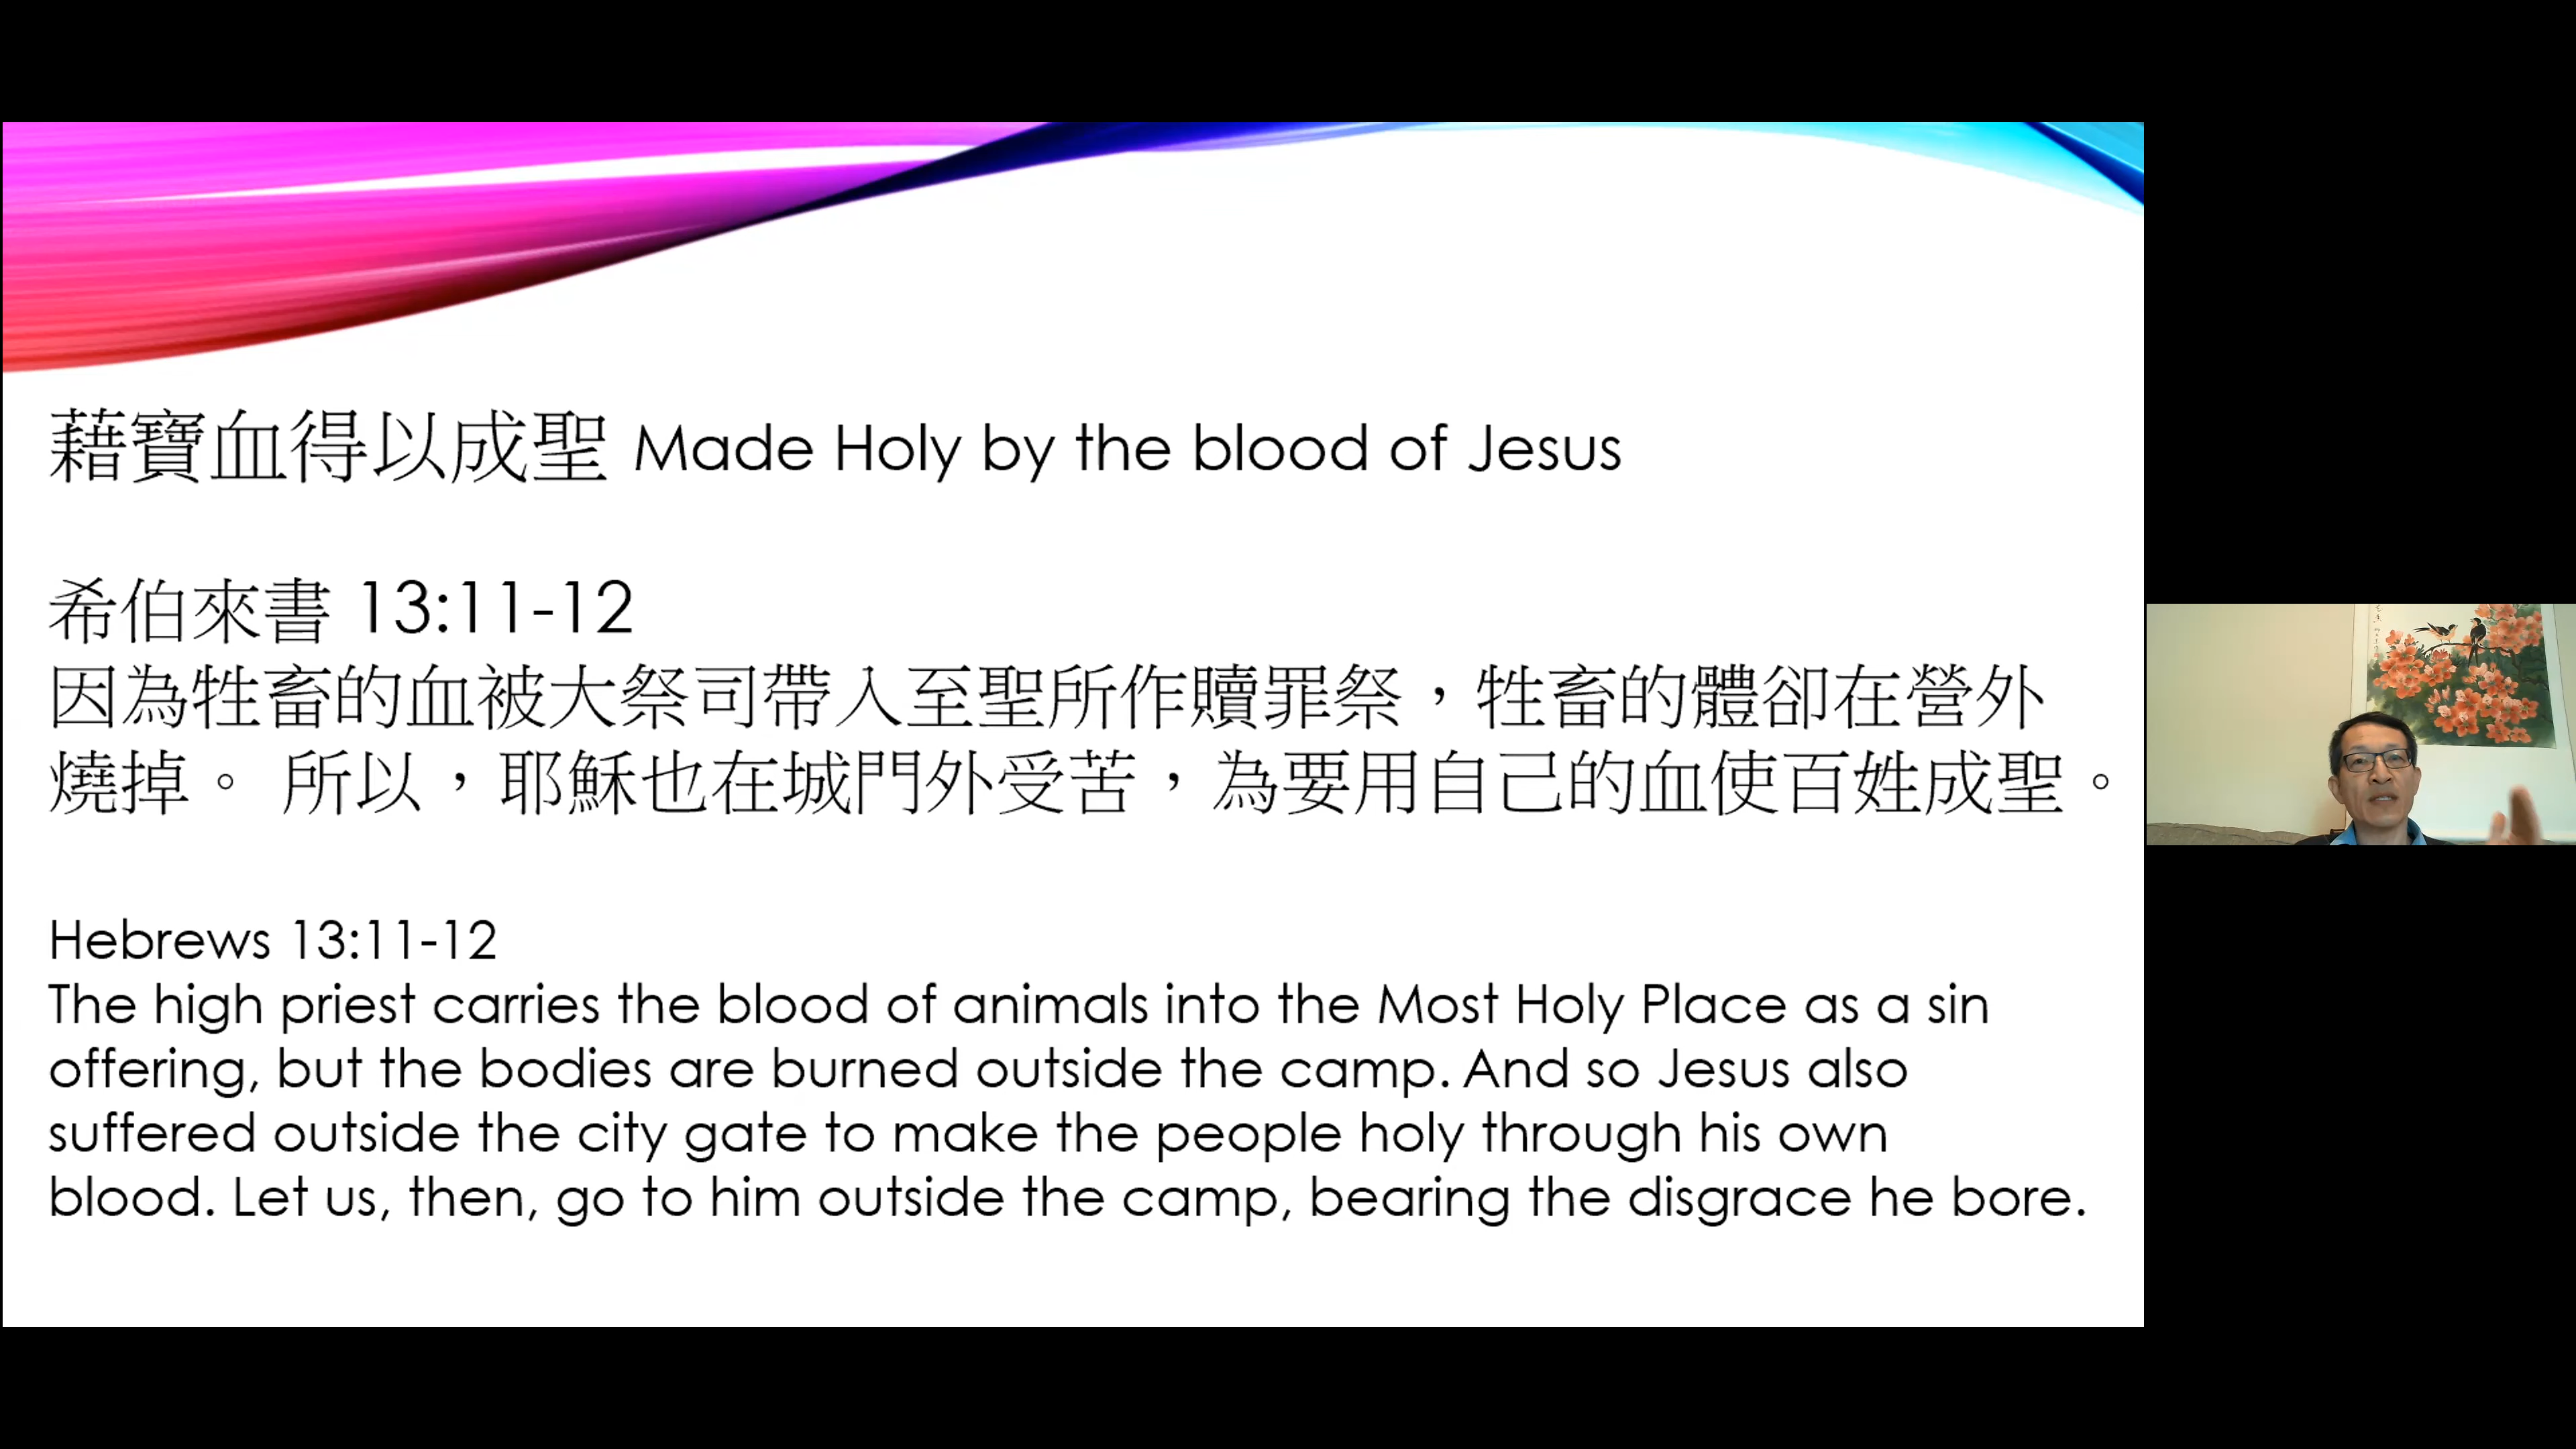 藉寶血得以成聖 Made Holy by the blood of Jesus
希伯來書 13:11-12
因為牲畜的血被大祭司帶入至聖所作贖罪祭，牲畜的體卻在營外
燒掉。 所以，耶穌也在城門外受苦，為要用自己的血使百姓成聖。
Hebrews 13:11-12
The high priest carries the blood of animals into the Most Holy Place as a sin
offering, but the bodies are burned outside the camp. And so Jesus also
suffered outside the city gate to make the people holy through his own
blood. Let us, then, go to him outside the camp, bearing the disgrace he bore.